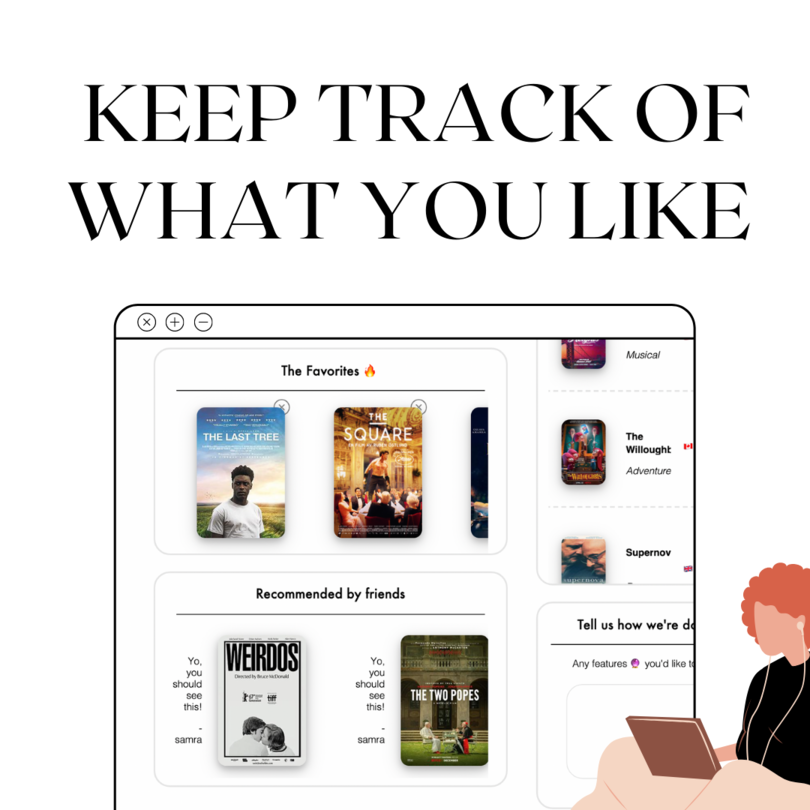 KEEP TRACK OF
WHAT YOU LIKE
The Favorites 🔥
THE LAST TREE
THE
SQUARE
Recommended by friends
Yo,
you
should
see
this!
-
samra
WEIRDOS
Directed by Bruce McDonald
Yo,
you
should
see
this!
-
samra
THE TWO POPES
Musical
The
Willought
Adventure
Supernov
supernova
Tell us how we're do
Any features 🔮 you'd like to